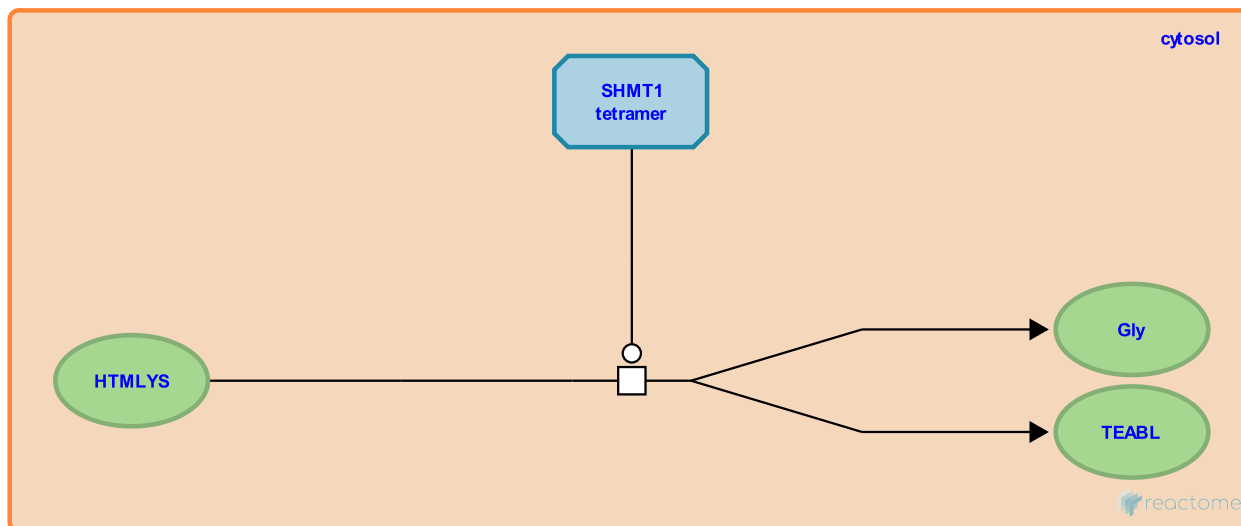 cytosol
SHMT1
tetramer
HTMLYS
Gly
TEABL
reactome